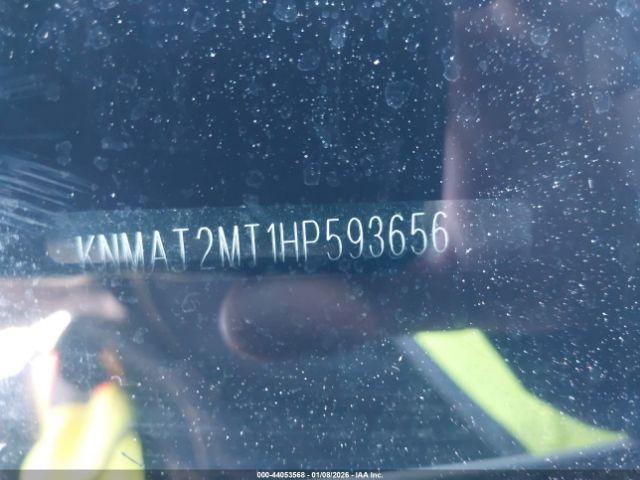 KNMAT2MT1HP593656
000-44053568 - 01/08/2026 - IAA Inc.